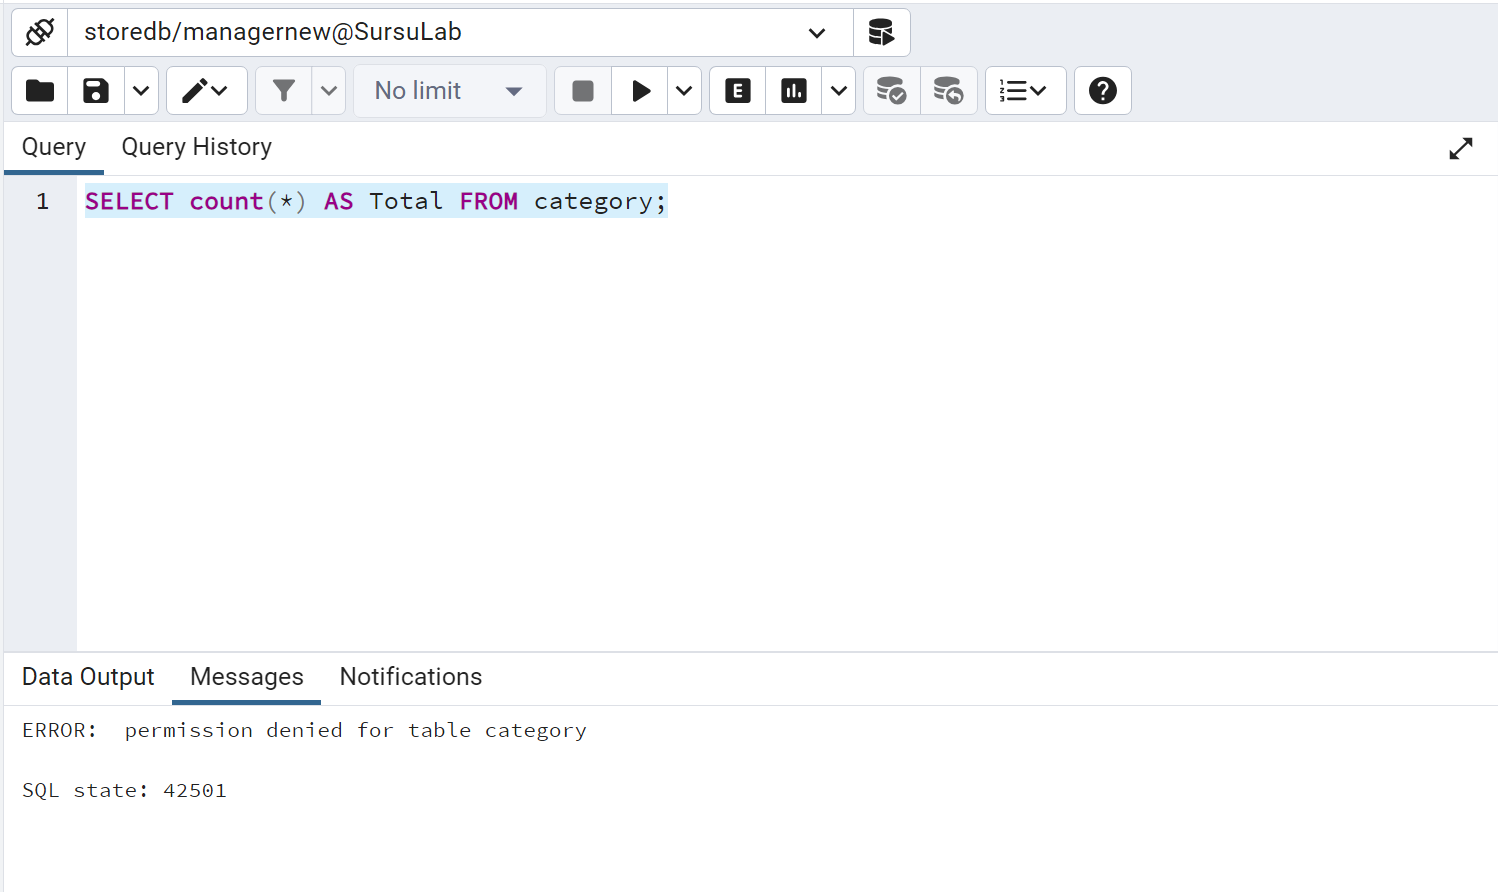 storedb/managernew@SursuLab
No limit
E
Query Query History
1 SELECT count(*) AS Total FROM category;
Data Output Messages Notifications
ERROR:  permission denied for table category
SQL state: 42501